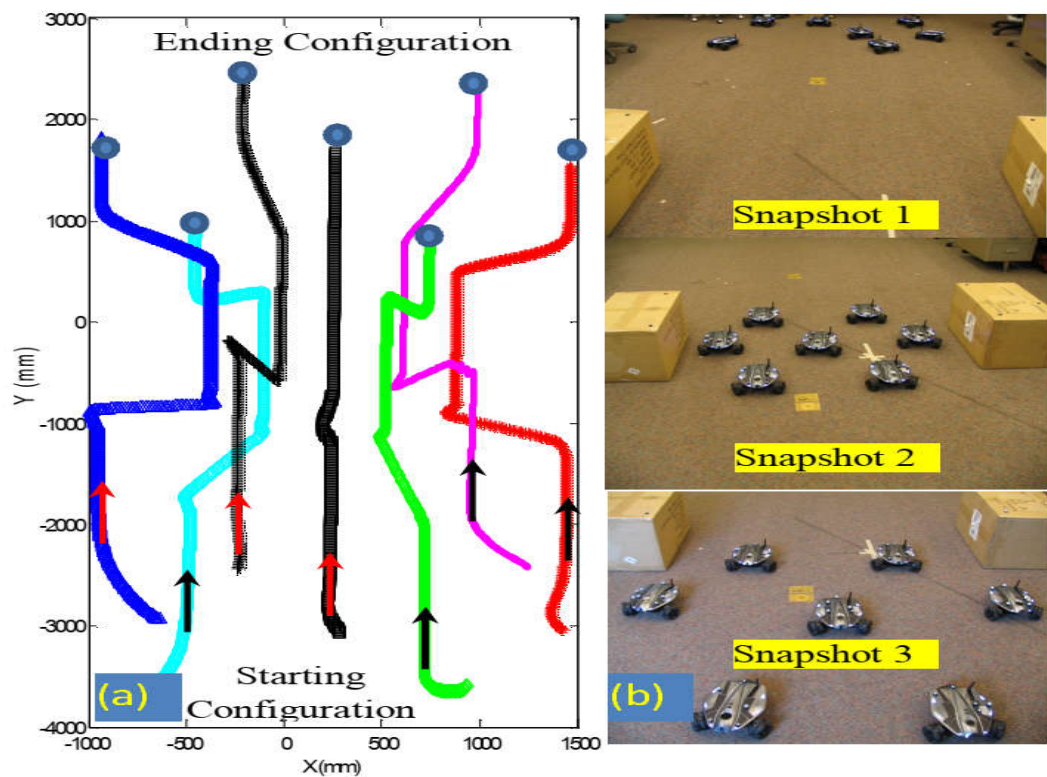 3000
Ending Configuration
2000
1000
0
Y (mm)
-1000
-2000
-3000
-4000
Starting
Configuration
(a)
-1000
-500
0
500
1000
1500
X(mm)
Snapshot 1
Snapshot 2
Snapshot 3
(b)